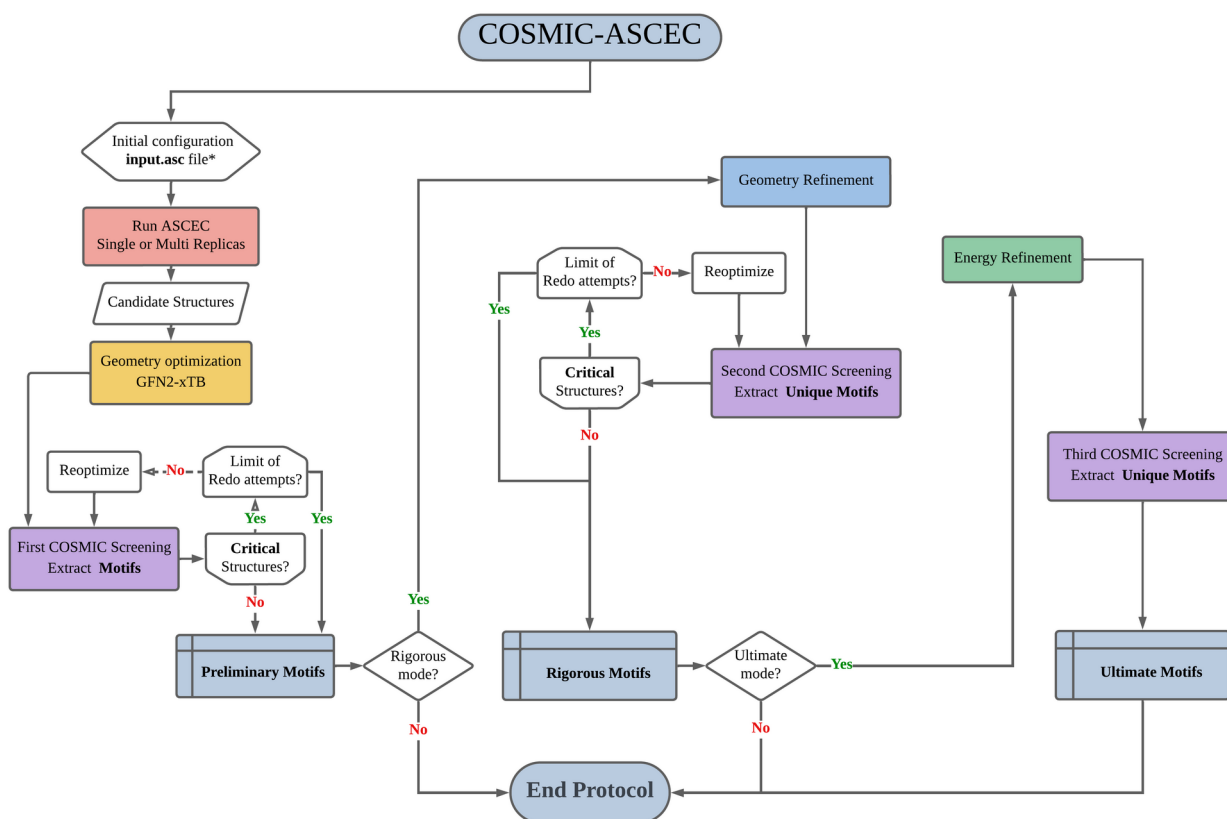 COSMIC-ASCEC
Initial configuration
input.asc file*
Run ASCEC
Single or Multi Replicas
Candidate Structures
Geometry optimization
GFN2-xTB
Reoptimize
No
Limit of
Redo attempts?
Yes
Yes
First COSMIC Screening
Extract Motifs
Critical
Structures?
No
Preliminary Motifs
Rigorous
mode?
Yes
No
Geometry Refinement
Limit of
Redo attempts?
No
Reoptimize
Yes
Yes
Critical
Structures?
Second COSMIC Screening
Extract Unique Motifs
No
Rigorous Motifs
Ultimate
mode?
Yes
No
Energy Refinement
Third COSMIC Screening
Extract Unique Motifs
Ultimate Motifs
End Protocol